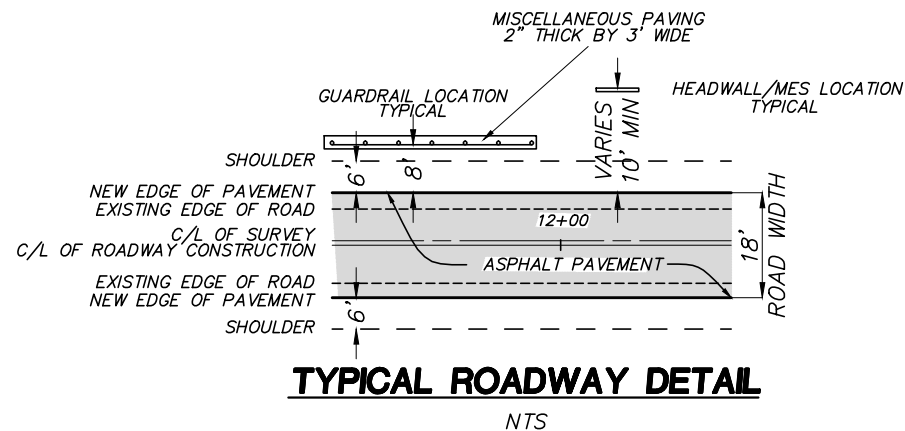 MISCELLANEOUS PAVING
2" THICK BY 3' WIDE
GUARDRAIL LOCATION
TYPICAL
HEADWALL/MES LOCATION
TYPICAL
VARIES
10' MIN
SHOULDER
6'
8'
NEW EDGE OF PAVEMENT
EXISTING EDGE OF ROAD
12+00
C/L OF SURVEY
C/L OF ROADWAY CONSTRUCTION
ASPHALT PAVEMENT
18'
ROAD WIDTH
EXISTING EDGE OF ROAD
NEW EDGE OF PAVEMENT
6'
SHOULDER
TYPICAL ROADWAY DETAIL
NTS